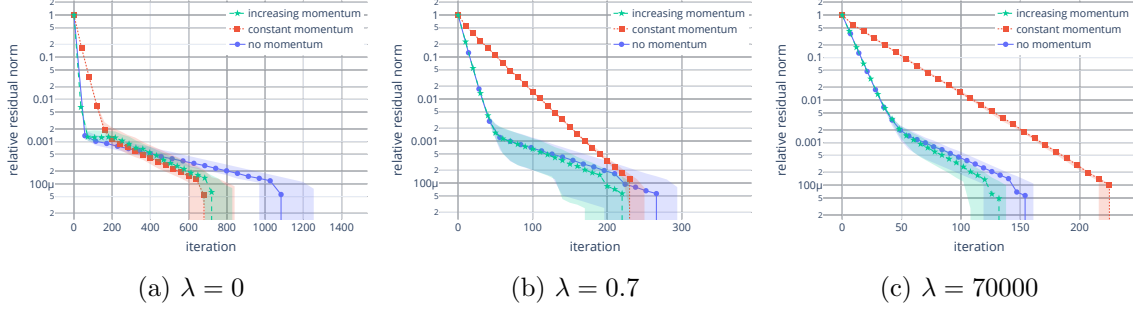 2
1
5
2
0.1
5
2
0.01
5
2
0.001
5
2
100μ
5
2
relative residual norm
increasing momentum
constant momentum
no momentum
0
200
400
600
800
1000
1200
1400
iteration
(a) λ = 0
2
1
5
2
0.1
5
2
0.01
5
2
0.001
5
2
100μ
5
2
relative residual norm
increasing momentum
constant momentum
no momentum
0
100
200
300
iteration
(b) λ = 0.7
2
1
5
2
0.1
5
2
0.01
5
2
0.001
5
2
100μ
5
2
relative residual norm
increasing momentum
constant momentum
no momentum
0
50
100
150
200
iteration
(c) λ = 70000